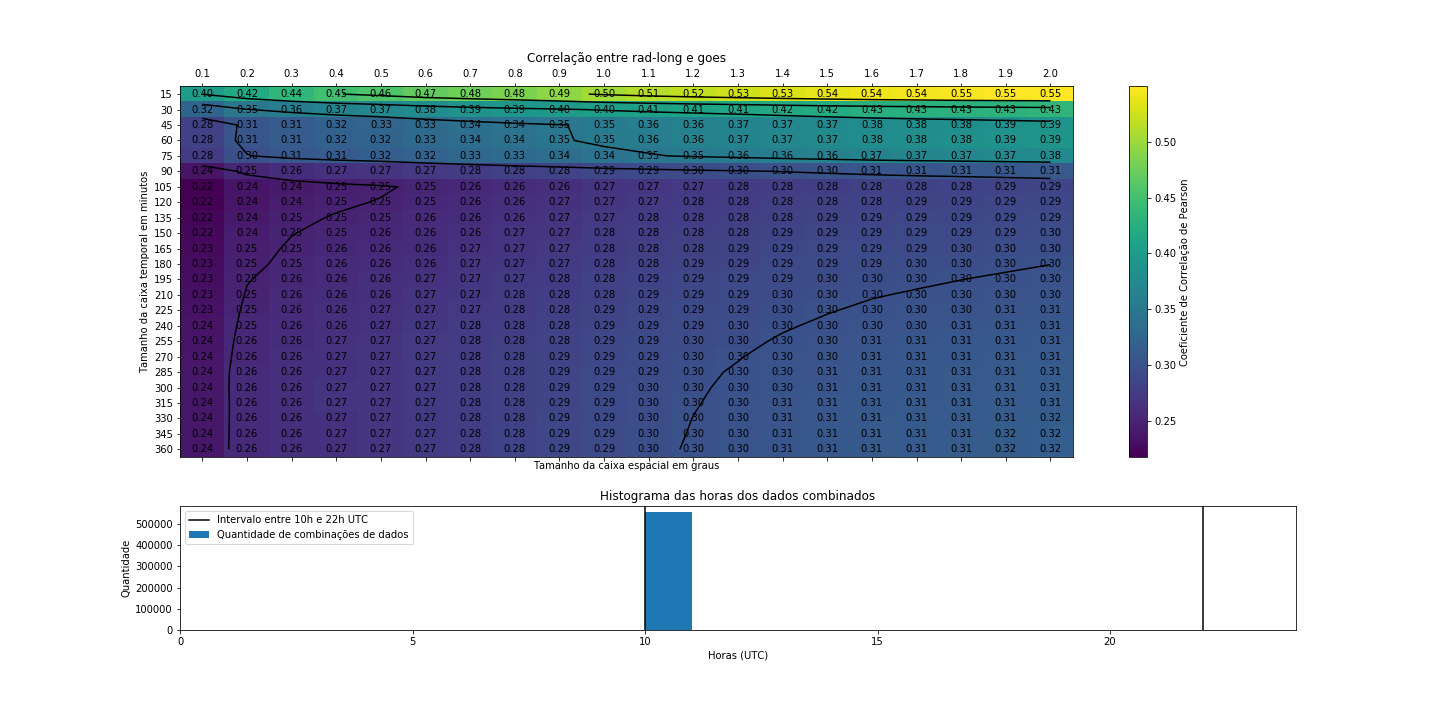 Correlação entre rad-long e goes
0.1 0.2 0.3 0.4 0.5 0.6 0.7 0.8 0.9 1.0 1.1 1.2 1.3 1.4 1.5 1.6 1.7 1.8 1.9 2.0
15 0.40 0.42 0.44 0.45 0.46 0.47 0.48 0.48 0.49 0.50 0.51 0.52 0.53 0.53 0.54 0.54 0.54 0.55 0.55 0.55
30 0.32 0.35 0.36 0.37 0.37 0.38 0.39 0.39 0.40 0.40 0.41 0.41 0.41 0.42 0.42 0.43 0.43 0.43 0.43 0.43
45 0.28 0.31 0.31 0.32 0.33 0.33 0.34 0.34 0.35 0.35 0.36 0.36 0.37 0.37 0.37 0.38 0.38 0.38 0.39 0.39
60 0.28 0.31 0.31 0.32 0.32 0.33 0.34 0.34 0.35 0.35 0.36 0.36 0.37 0.37 0.37 0.38 0.38 0.38 0.39 0.39
75 0.28 0.30 0.31 0.31 0.32 0.32 0.33 0.33 0.34 0.34 0.35 0.35 0.36 0.36 0.36 0.37 0.37 0.37 0.37 0.38
90 0.24 0.25 0.26 0.27 0.27 0.27 0.28 0.28 0.28 0.29 0.29 0.30 0.30 0.30 0.30 0.31 0.31 0.31 0.31 0.31
105 0.22 0.24 0.24 0.25 0.25 0.25 0.26 0.26 0.26 0.27 0.27 0.27 0.28 0.28 0.28 0.28 0.28 0.28 0.29 0.29
120 0.22 0.24 0.24 0.25 0.25 0.25 0.26 0.26 0.27 0.27 0.27 0.28 0.28 0.28 0.28 0.28 0.29 0.29 0.29 0.29
135 0.22 0.24 0.25 0.25 0.25 0.26 0.26 0.26 0.27 0.27 0.28 0.28 0.28 0.28 0.29 0.29 0.29 0.29 0.29 0.29
150 0.22 0.24 0.25 0.25 0.26 0.26 0.26 0.27 0.27 0.28 0.28 0.28 0.28 0.29 0.29 0.29 0.29 0.29 0.29 0.30
165 0.23 0.25 0.25 0.25 0.26 0.26 0.27 0.27 0.27 0.28 0.28 0.28 0.29 0.29 0.29 0.29 0.29 0.30 0.30 0.30
180 0.23 0.25 0.25 0.26 0.26 0.26 0.27 0.27 0.28 0.28 0.28 0.29 0.29 0.29 0.29 0.29 0.30 0.30 0.30 0.30
195 0.23 0.25 0.25 0.26 0.26 0.27 0.27 0.27 0.28 0.28 0.29 0.29 0.29 0.29 0.30 0.30 0.30 0.30 0.30 0.30
210 0.23 0.25 0.26 0.26 0.26 0.27 0.27 0.28 0.28 0.28 0.29 0.29 0.29 0.30 0.30 0.30 0.30 0.30 0.30 0.30
225 0.23 0.25 0.26 0.26 0.27 0.27 0.27 0.28 0.28 0.29 0.29 0.29 0.30 0.30 0.30 0.30 0.30 0.30 0.31 0.31
240 0.24 0.25 0.26 0.26 0.27 0.27 0.28 0.28 0.28 0.29 0.29 0.29 0.30 0.30 0.30 0.30 0.30 0.31 0.31 0.31
255 0.24 0.26 0.26 0.27 0.27 0.27 0.28 0.28 0.28 0.29 0.29 0.30 0.30 0.30 0.30 0.31 0.31 0.31 0.31 0.31
270 0.24 0.26 0.26 0.27 0.27 0.27 0.28 0.28 0.29 0.29 0.29 0.30 0.30 0.30 0.30 0.31 0.31 0.31 0.31 0.31
285 0.24 0.26 0.26 0.27 0.27 0.27 0.28 0.28 0.29 0.29 0.30 0.30 0.30 0.30 0.31 0.31 0.31 0.31 0.31 0.31
300 0.24 0.26 0.26 0.27 0.27 0.27 0.28 0.28 0.29 0.29 0.30 0.30 0.30 0.30 0.31 0.31 0.31 0.31 0.31 0.31
315 0.24 0.26 0.26 0.27 0.27 0.27 0.28 0.28 0.29 0.29 0.30 0.30 0.30 0.31 0.31 0.31 0.31 0.31 0.31 0.31
330 0.24 0.26 0.26 0.27 0.27 0.27 0.28 0.28 0.29 0.29 0.30 0.30 0.30 0.31 0.31 0.31 0.31 0.31 0.31 0.32
345 0.24 0.26 0.26 0.27 0.27 0.27 0.28 0.28 0.29 0.29 0.30 0.30 0.30 0.31 0.31 0.31 0.31 0.31 0.32 0.32
360 0.24 0.26 0.26 0.27 0.27 0.27 0.28 0.28 0.29 0.29 0.30 0.30 0.30 0.31 0.31 0.31 0.31 0.31 0.32 0.32
Tamanho da caixa temporal em minutos
Tamanho da caixa espacial em graus
0.50
0.45
0.40
0.35
0.30
0.25
Coeficiente de Correlação de Pearson
Histograma das horas dos dados combinados
Intervalo entre 10h e 22h UTC
Quantidade de combinações de dados
500000
400000
300000
200000
100000
0
Quantidade
0 5 10 15 20
Horas (UTC)